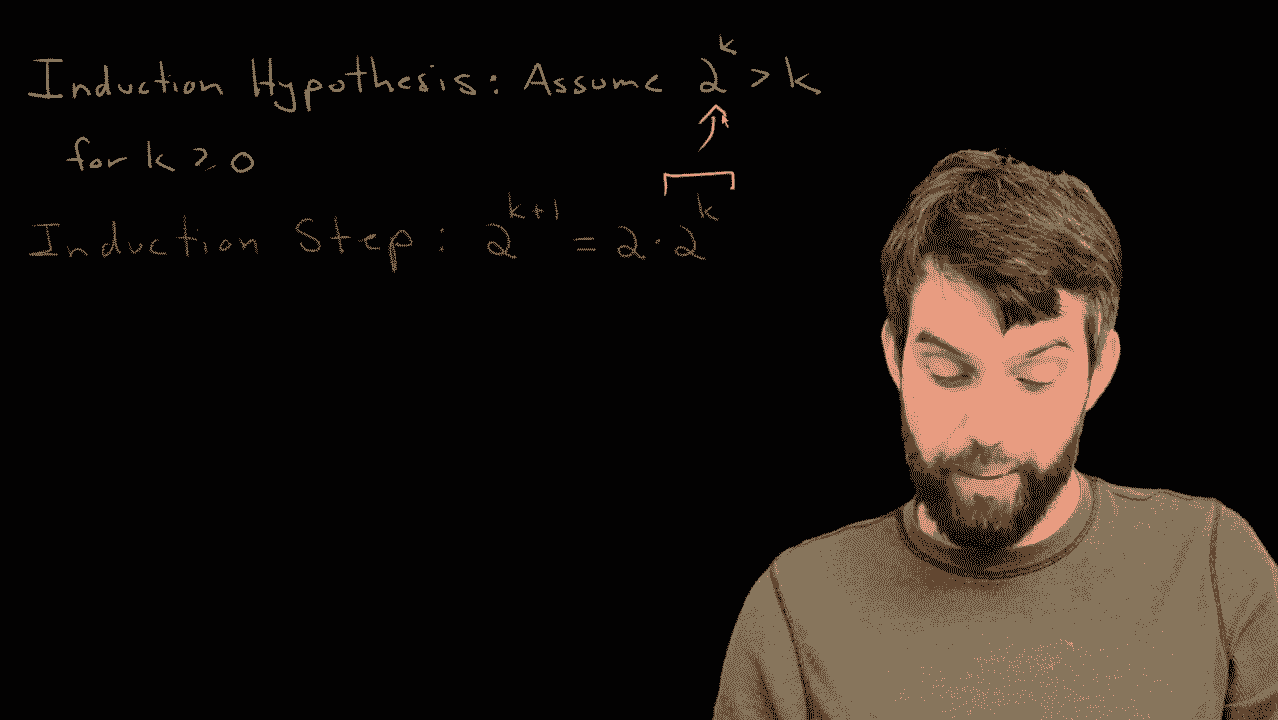 Induction Hypothesis: Assume 2^k > k
for k ≥ 0
Induction Step: 2^{k+1} = 2·2^k